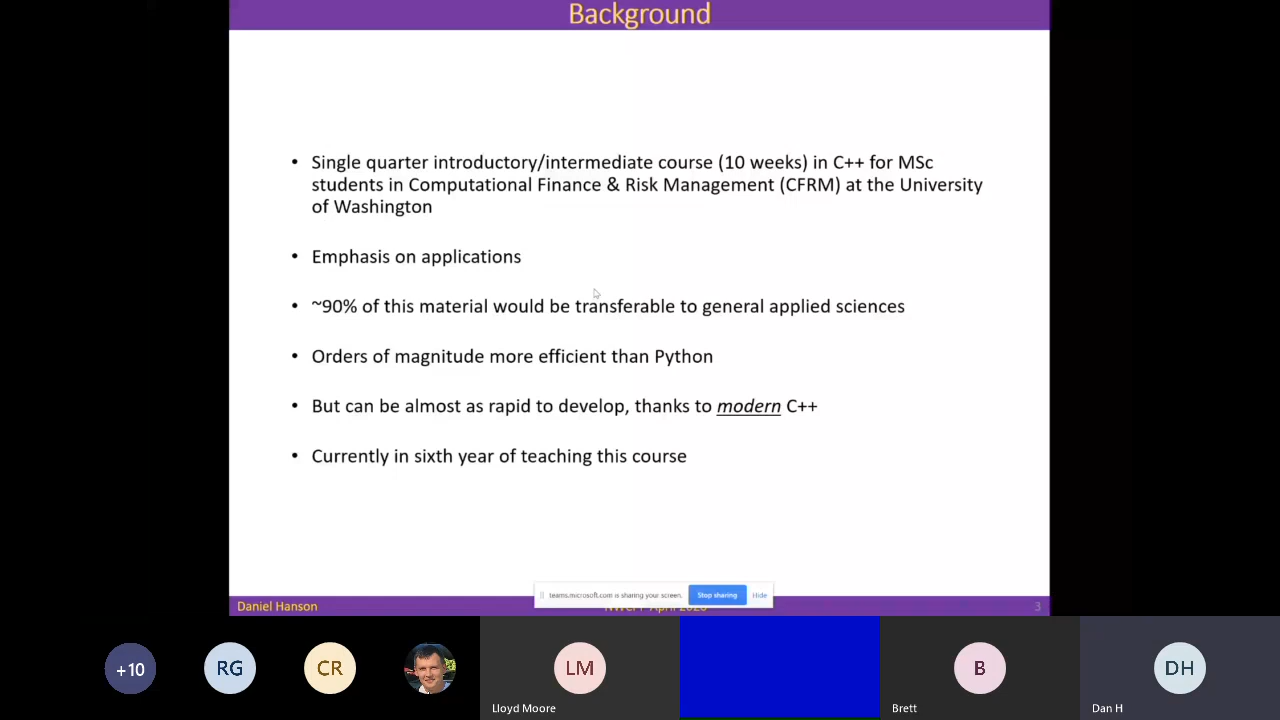 Background
• Single quarter introductory/intermediate course (10 weeks) in C++ for MSc
students in Computational Finance & Risk Management (CFRM) at the University
of Washington
• Emphasis on applications
• ~90% of this material would be transferable to general applied sciences
• Orders of magnitude more efficient than Python
• But can be almost as rapid to develop, thanks to modern C++
• Currently in sixth year of teaching this course
teams.microsoft.com is sharing your screen. Stop sharing Hide
Daniel Hanson 3
+10 RG CR LM B DH
Lloyd Moore Brett Dan H